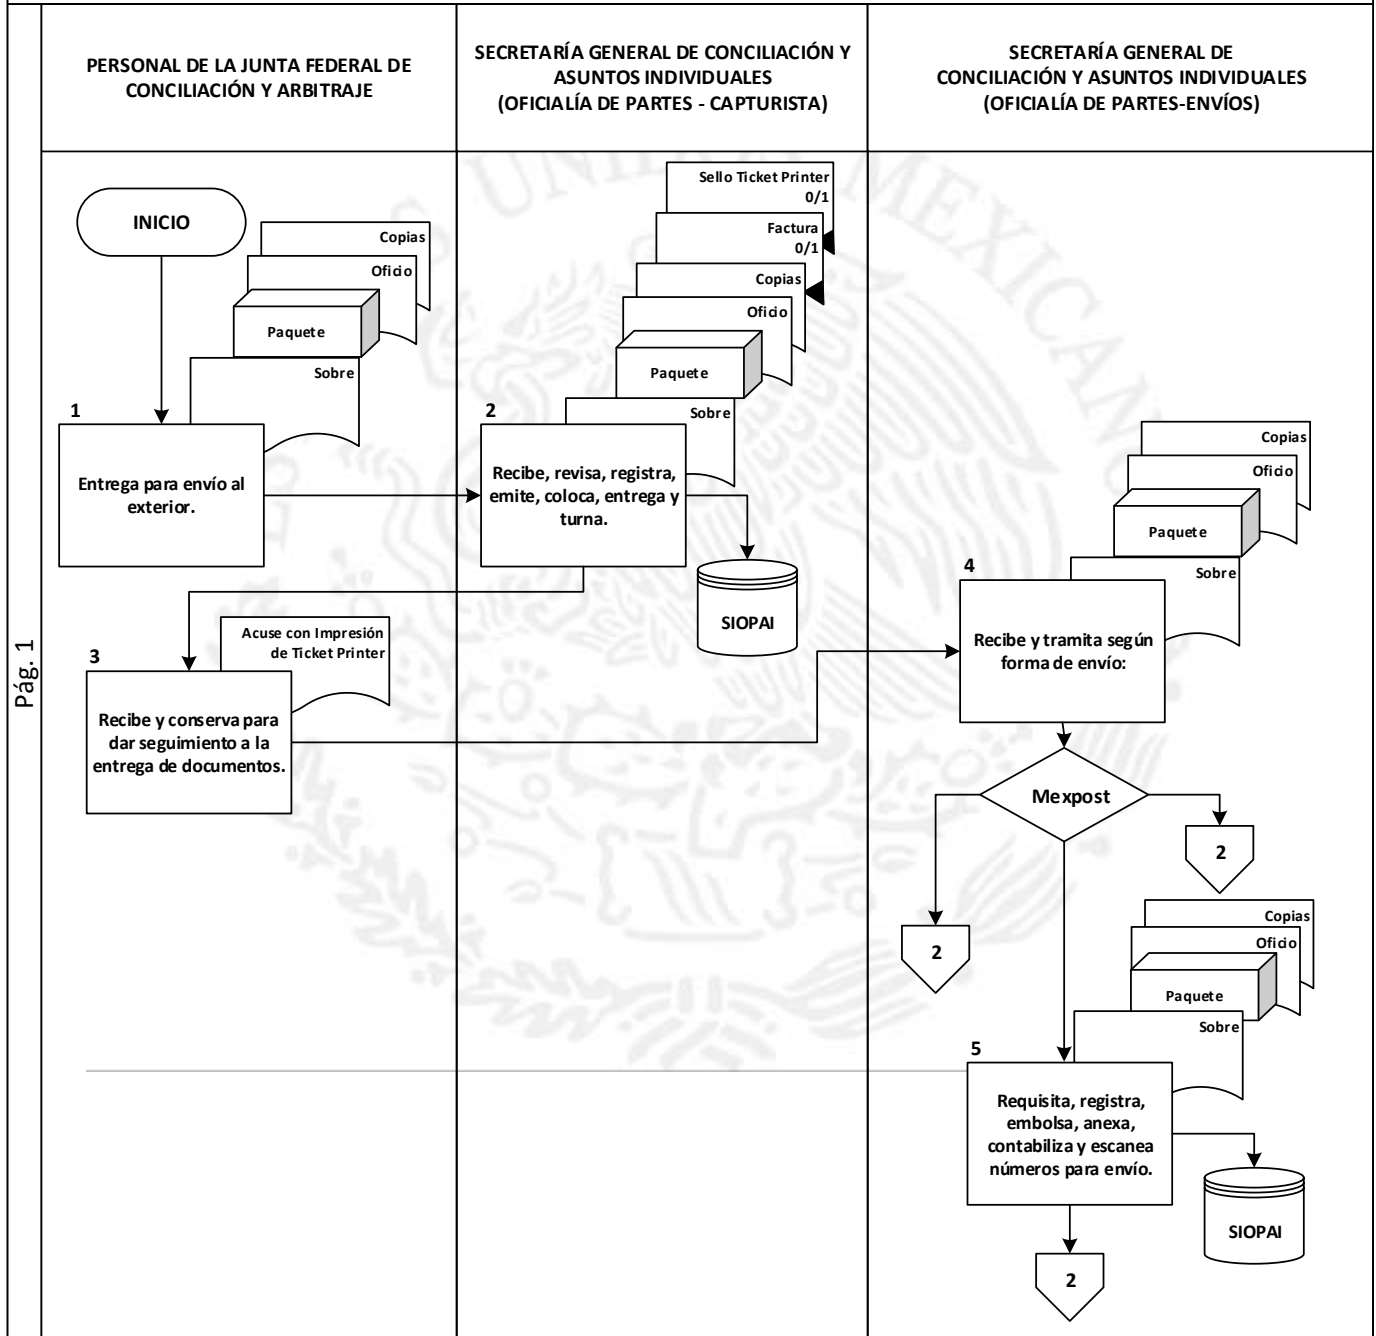 PERSONAL DE LA JUNTA FEDERAL DE
CONCILIACIÓN Y ARBITRAJE
SECRETARÍA GENERAL DE CONCILIACIÓN Y
ASUNTOS INDIVIDUALES
(OFICIALÍA DE PARTES - CAPTURISTA)
SECRETARÍA GENERAL DE
CONCILIACIÓN Y ASUNTOS INDIVIDUALES
(OFICIALÍA DE PARTES-ENVÍOS)
Pág. 1
INICIO
Copias
Oficio
Paquete
Sobre
1
Entrega para envío al
exterior.
Sello Ticket Printer
0/1
Factura
0/1
Copias
Oficio
Paquete
Sobre
2
Recibe, revisa, registra,
emite, coloca, entrega y
turna.
SIOPAI
Acuse con Impresión
de Ticket Printer
3
Recibe y conserva para
dar seguimiento a la
entrega de documentos.
Copias
Oficio
Paquete
Sobre
4
Recibe y tramita según
forma de envío:
Mexpost
2
2
Copias
Oficio
Paquete
Sobre
5
Requisita, registra,
embolsa, anexa,
contabiliza y escanea
números para envío.
SIOPAI
2